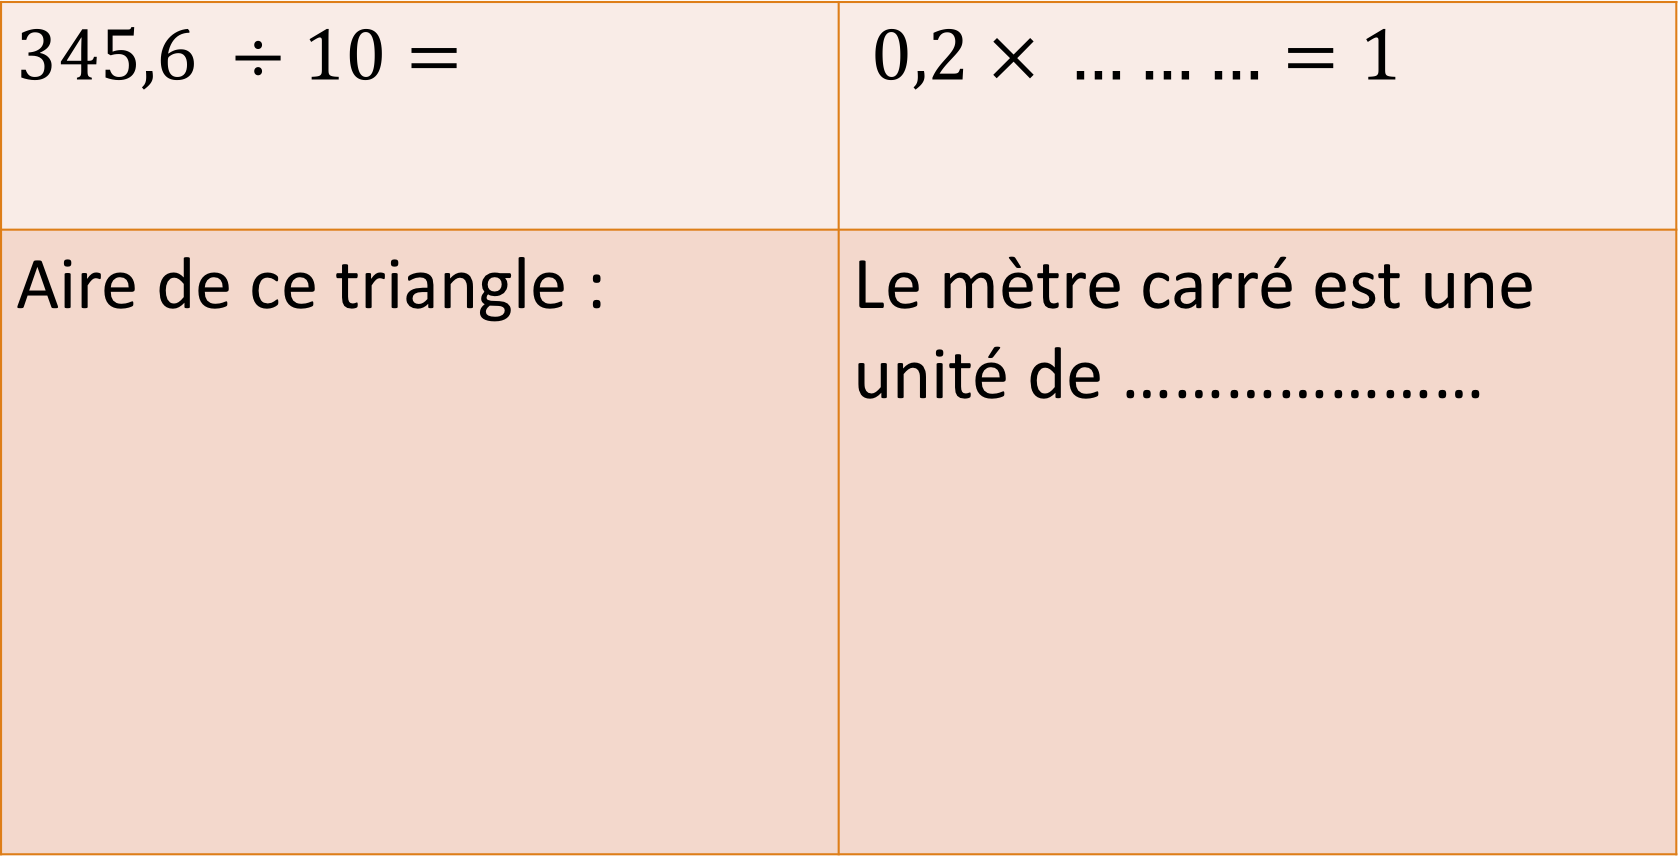 345,6 ÷ 10 =
0,2 × ... ... ... = 1
Aire de ce triangle :
Le mètre carré est une
unité de …………………